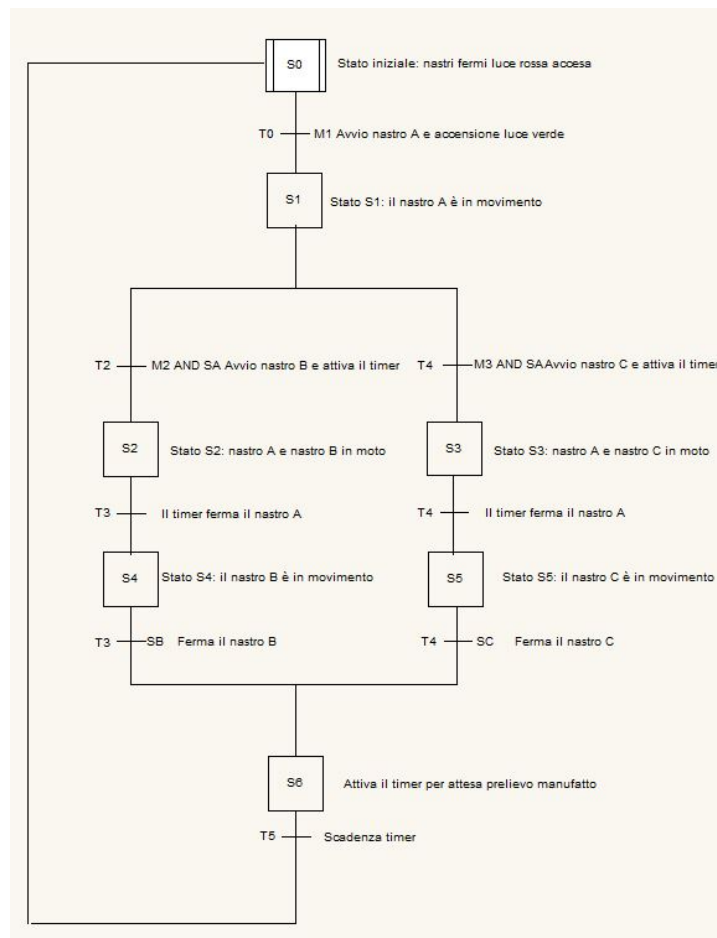 S0 Stato iniziale: nastri fermi luce rossa accesa
T0 M1 Avvio nastro A e accensione luce verde
S1 Stato S1: il nastro A è in movimento
T2 M2 AND SA Avvio nastro B e attiva il timer
T4 M3 AND SAAvvio nastro C e attiva il timer
S2 Stato S2: nastro A e nastro B in moto
S3 Stato S3: nastro A e nastro C in moto
T3 Il timer ferma il nastro A
T4 Il timer ferma il nastro A
S4 Stato S4: il nastro B è in movimento
S5 Stato S5: il nastro C è in movimento
T3 SB Ferma il nastro B
T4 SC Ferma il nastro C
S6 Attiva il timer per attesa prelievo manufatto
T5 Scadenza timer